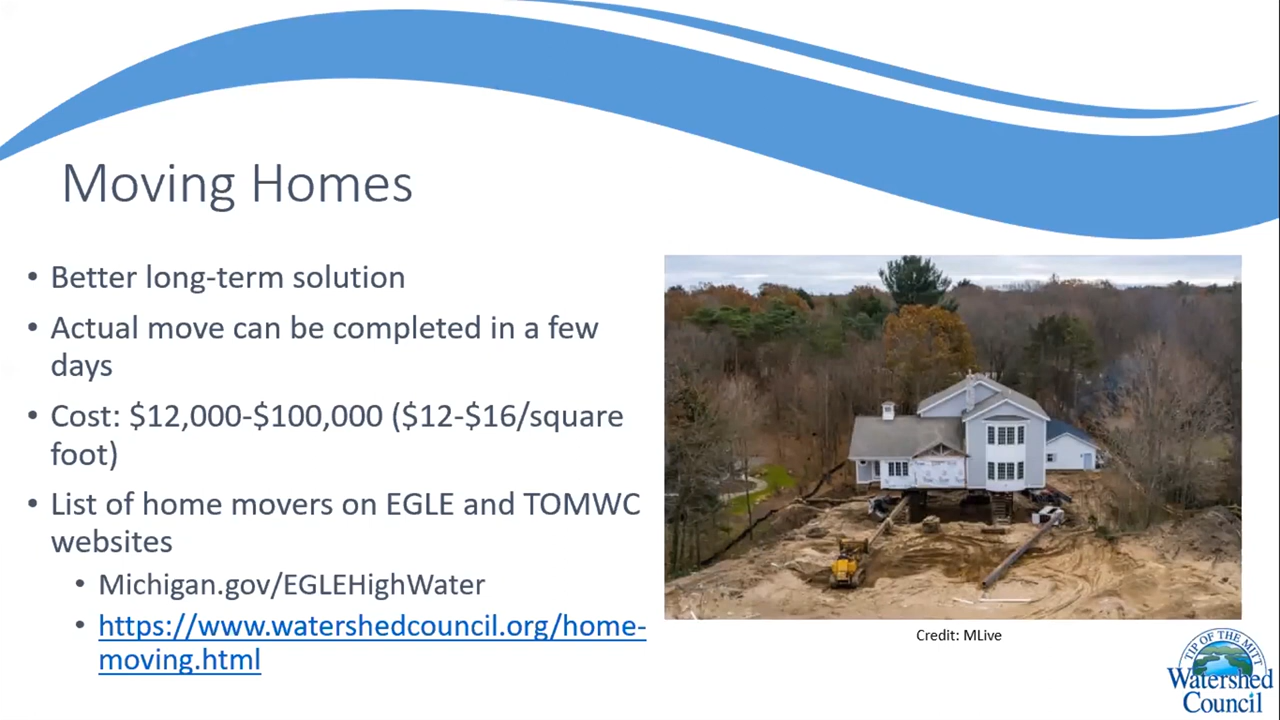 Moving Homes
• Better long-term solution
• Actual move can be completed in a few
days
• Cost: $12,000-$100,000 ($12-$16/square
foot)
• List of home movers on EGLE and TOMWC
websites
• Michigan.gov/EGLEHighWater
• https://www.watershedcouncil.org/home-
moving.html
Credit: MLive
TIP OF THE MITT
Watershed
Council